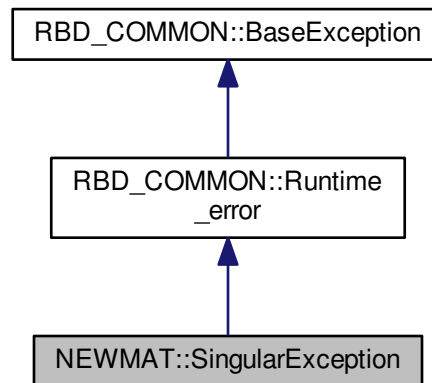 RBD_COMMON::BaseException
RBD_COMMON::Runtime
_error
NEWMAT::SingularException